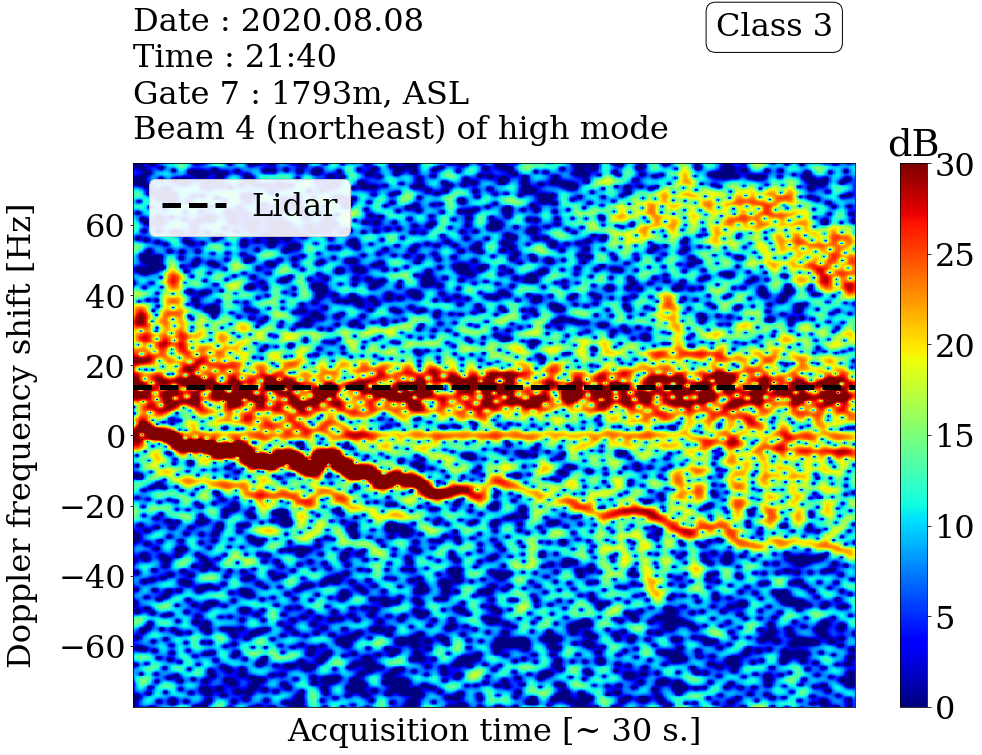 Date : 2020.08.08
Time : 21:40
Gate 7 : 1793m, ASL
Beam 4 (northeast) of high mode
Class 3
dB
Lidar
Doppler frequency shift [Hz]
60
40
20
0
−20
−40
−60
Acquisition time [~ 30 s.]
30
25
20
15
10
5
0